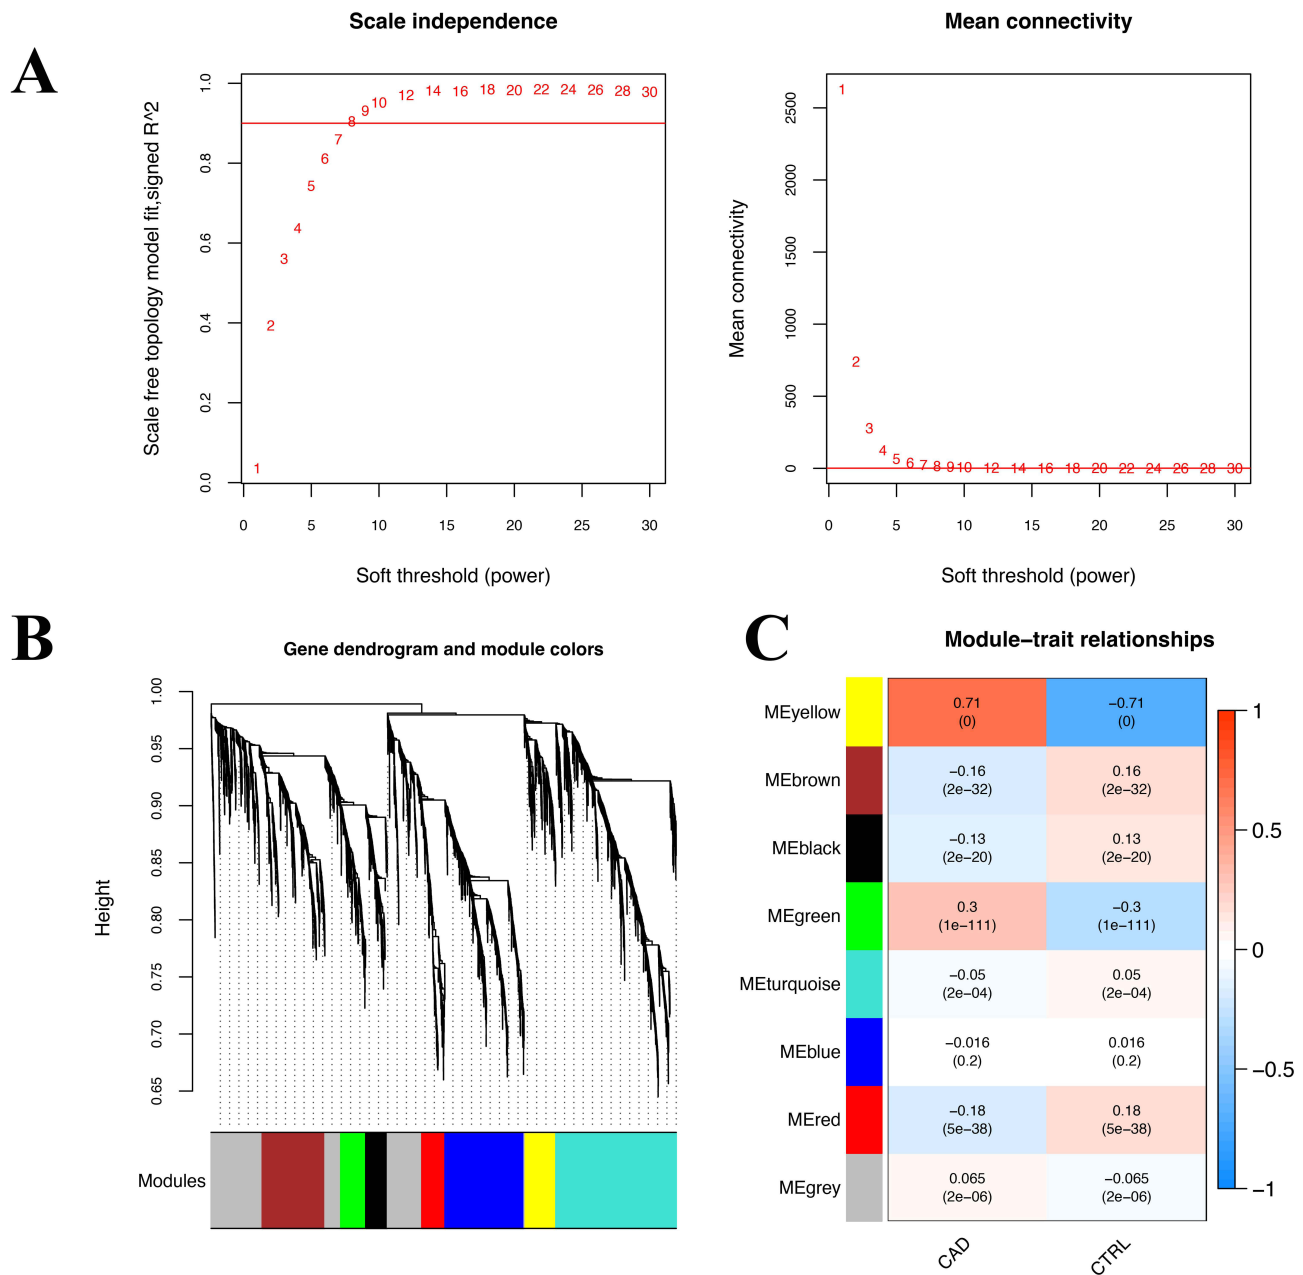 A
Scale independence
Scale free topology model fit,signed R^2
1.0
0.8
0.6
0.4
0.2
0.0
1
2
3
4
5
6
7
8
9
10
12
14
16
18
20
22
24
26
28
30
0 5 10 15 20 25 30
Soft threshold (power)
Mean connectivity
Mean connectivity
2500
2000
1500
1000
500
0
1
2
3
4
5
6
7
8
9
10
12
14
16
18
20
22
24
26
28
30
0 5 10 15 20 25 30
Soft threshold (power)
B
Gene dendrogram and module colors
Height
1.00
0.95
0.90
0.85
0.80
0.75
0.70
0.65
Modules
C
Module−trait relationships
MEyellow
0.71 −0.71
(0) (0)
MEbrown
−0.16 0.16
(2e−32) (2e−32)
MEblack
−0.13 0.13
(2e−20) (2e−20)
MEgreen
0.3 −0.3
(1e−111) (1e−111)
MEturquoise
−0.05 0.05
(2e−04) (2e−04)
MEblue
−0.016 0.016
(0.2) (0.2)
MEred
−0.18 0.18
(5e−38) (5e−38)
MEgrey
0.065 −0.065
(2e−06) (2e−06)
CAD CTRL
1
0.5
0
−0.5
−1